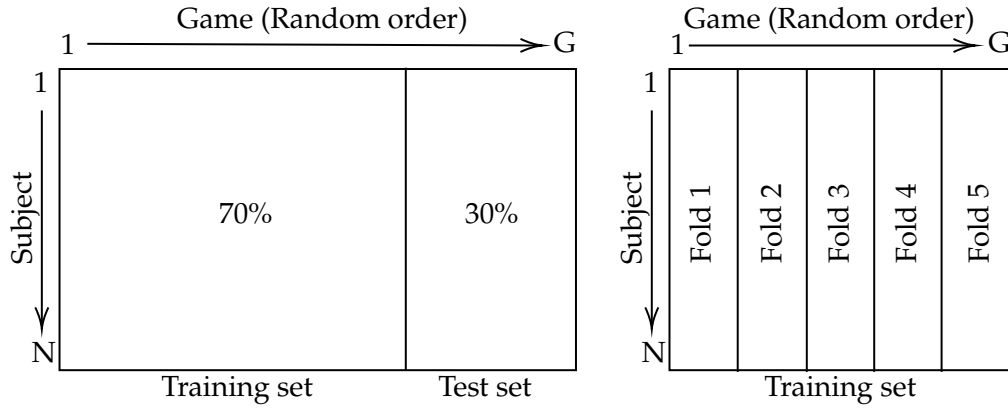 Game (Random order)
1 G
1
Subject
N
70%
30%
Training set
Test set
Game (Random order)
1 G
1
Subject
N
Fold 1
Fold 2
Fold 3
Fold 4
Fold 5
Training set